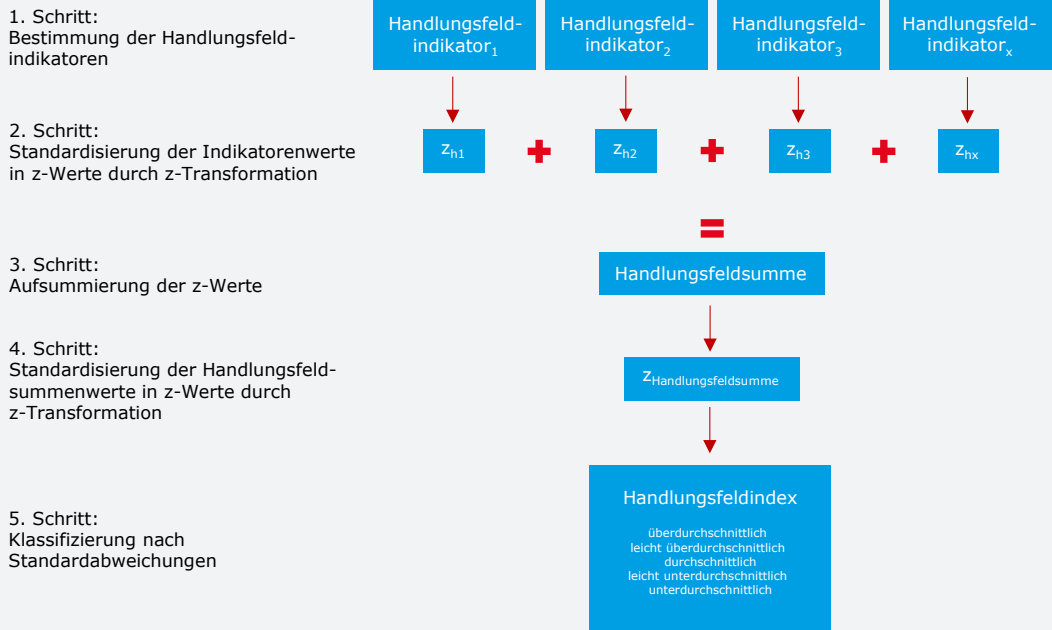 1. Schritt:
Bestimmung der Handlungsfeld-
indikatoren
Handlungsfeld-
indikator1
Handlungsfeld-
indikator2
Handlungsfeld-
indikator3
Handlungsfeld-
indikatorx
2. Schritt:
Standardisierung der Indikatorenwerte
in z-Werte durch z-Transformation
zh1
+
zh2
+
zh3
+
zhx
=
3. Schritt:
Aufsummierung der z-Werte
Handlungsfeldsumme
4. Schritt:
Standardisierung der Handlungsfeld-
summenwerte in z-Werte durch
z-Transformation
zHandlungsfeldsumme
5. Schritt:
Klassifizierung nach
Standardabweichungen
Handlungsfeldindex
überdurchschnittlich
leicht überdurchschnittlich
durchschnittlich
leicht unterdurchschnittlich
unterdurchschnittlich